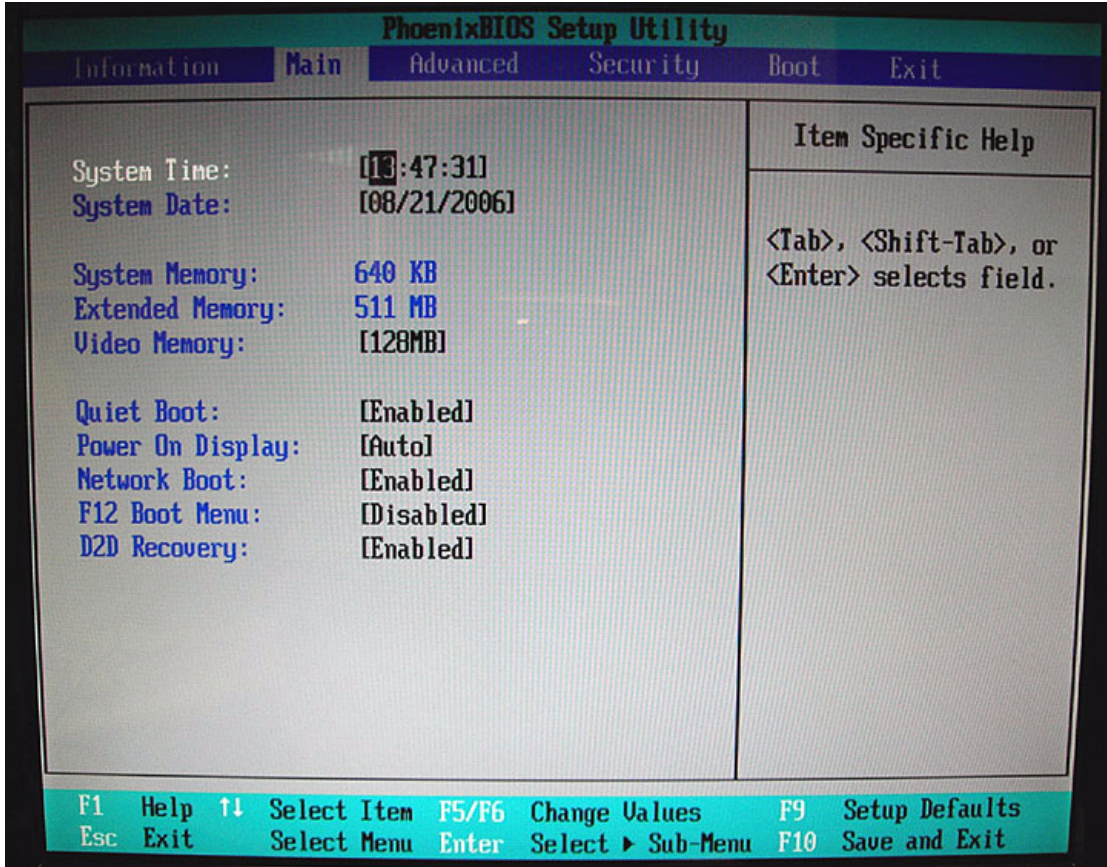 PhoenixBIOS Setup Utility
Information Main Advanced Security Boot Exit
Item Specific Help
System Time: [13:47:31]
System Date: [08/21/2006]
<Tab>, <Shift-Tab>, or
<Enter> selects field.
System Memory: 640 KB
Extended Memory: 511 MB
Video Memory: [128MB]
Quiet Boot: [Enabled]
Power On Display: [Auto]
Network Boot: [Enabled]
F12 Boot Menu: [Disabled]
D2D Recovery: [Enabled]
F1 Help ↑↓ Select Item F5/F6 Change Values F9 Setup Defaults
Esc Exit Select Menu Enter Select ▶ Sub-Menu F10 Save and Exit